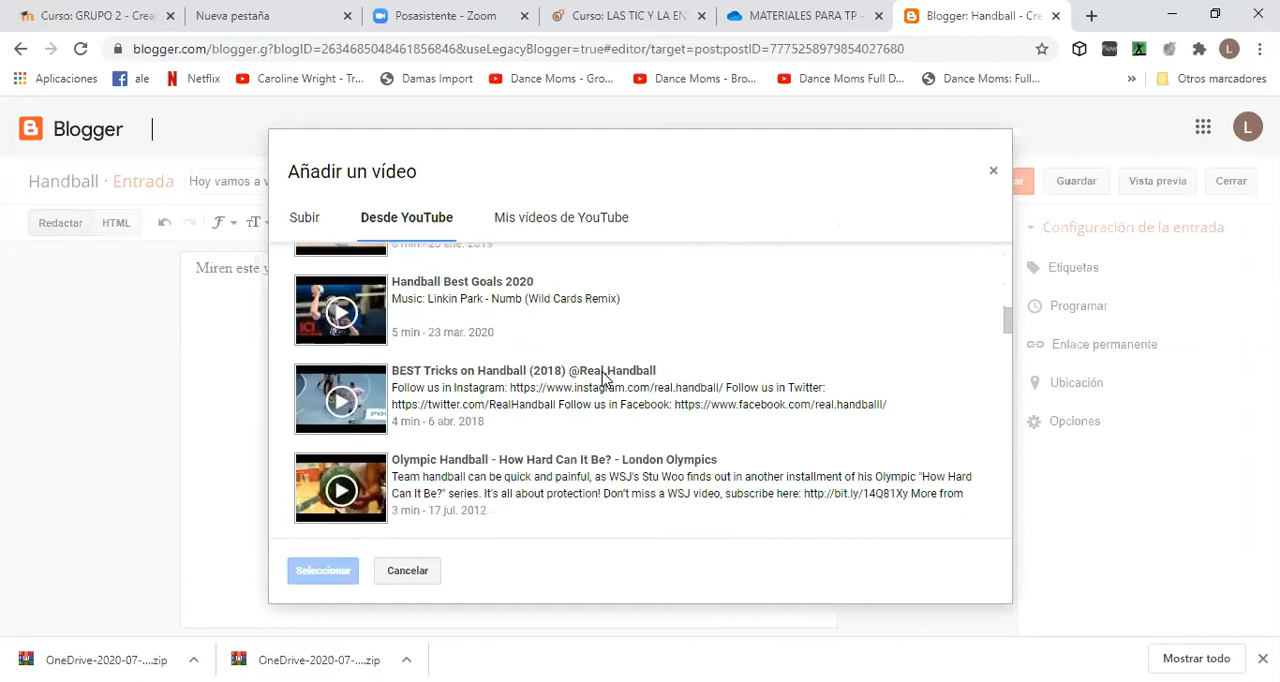 Curso: GRUPO 2 - Crea
Nueva pestaña
Posasistente - Zoom
Curso: LAS TIC Y LA EN
MATERIALES PARA TP -
Blogger: Handball - Cre
blogger.com/blogger.g?blogID=2634685048461856846&useLegacyBlogger=true#editor/target=post;postID=7775258979854027680
L
Aplicaciones
ale
Netflix
Caroline Wright - Tr...
Damas Import
Dance Moms - Gro...
Dance Moms - Bro...
Dance Moms Full D...
Dance Moms: Full...
»
Otros marcadores
Blogger
L
Añadir un vídeo
Handball · Entrada
Hoy vamos a v
ar
Guardar
Vista previa
Cerrar
Redactar
HTML
Subir
Desde YouTube
Mis vídeos de YouTube
Configuración de la entrada
Miren este y
Etiquetas
Handball Best Goals 2020
Music: Linkin Park - Numb (Wild Cards Remix)
5 min - 23 mar. 2020
Programar
Enlace permanente
BEST Tricks on Handball (2018) @Real.Handball
Follow us in Instagram: https://www.instagram.com/real.handball/ Follow us in Twitter:
https://twitter.com/RealHandball Follow us in Facebook: https://www.facebook.com/real.handballl/
4 min - 6 abr. 2018
Ubicación
Opciones
Olympic Handball - How Hard Can It Be? - London Olympics
Team handball can be quick and painful, as WSJ's Stu Woo finds out in another installment of his Olympic "How Hard
Can It Be?" series. It's all about protection! Don't miss a WSJ video, subscribe here: http://bit.ly/14Q81Xy More from
3 min - 17 jul. 2012
Seleccionar
Cancelar
OneDrive-2020-07-....zip
OneDrive-2020-07-....zip
Mostrar todo